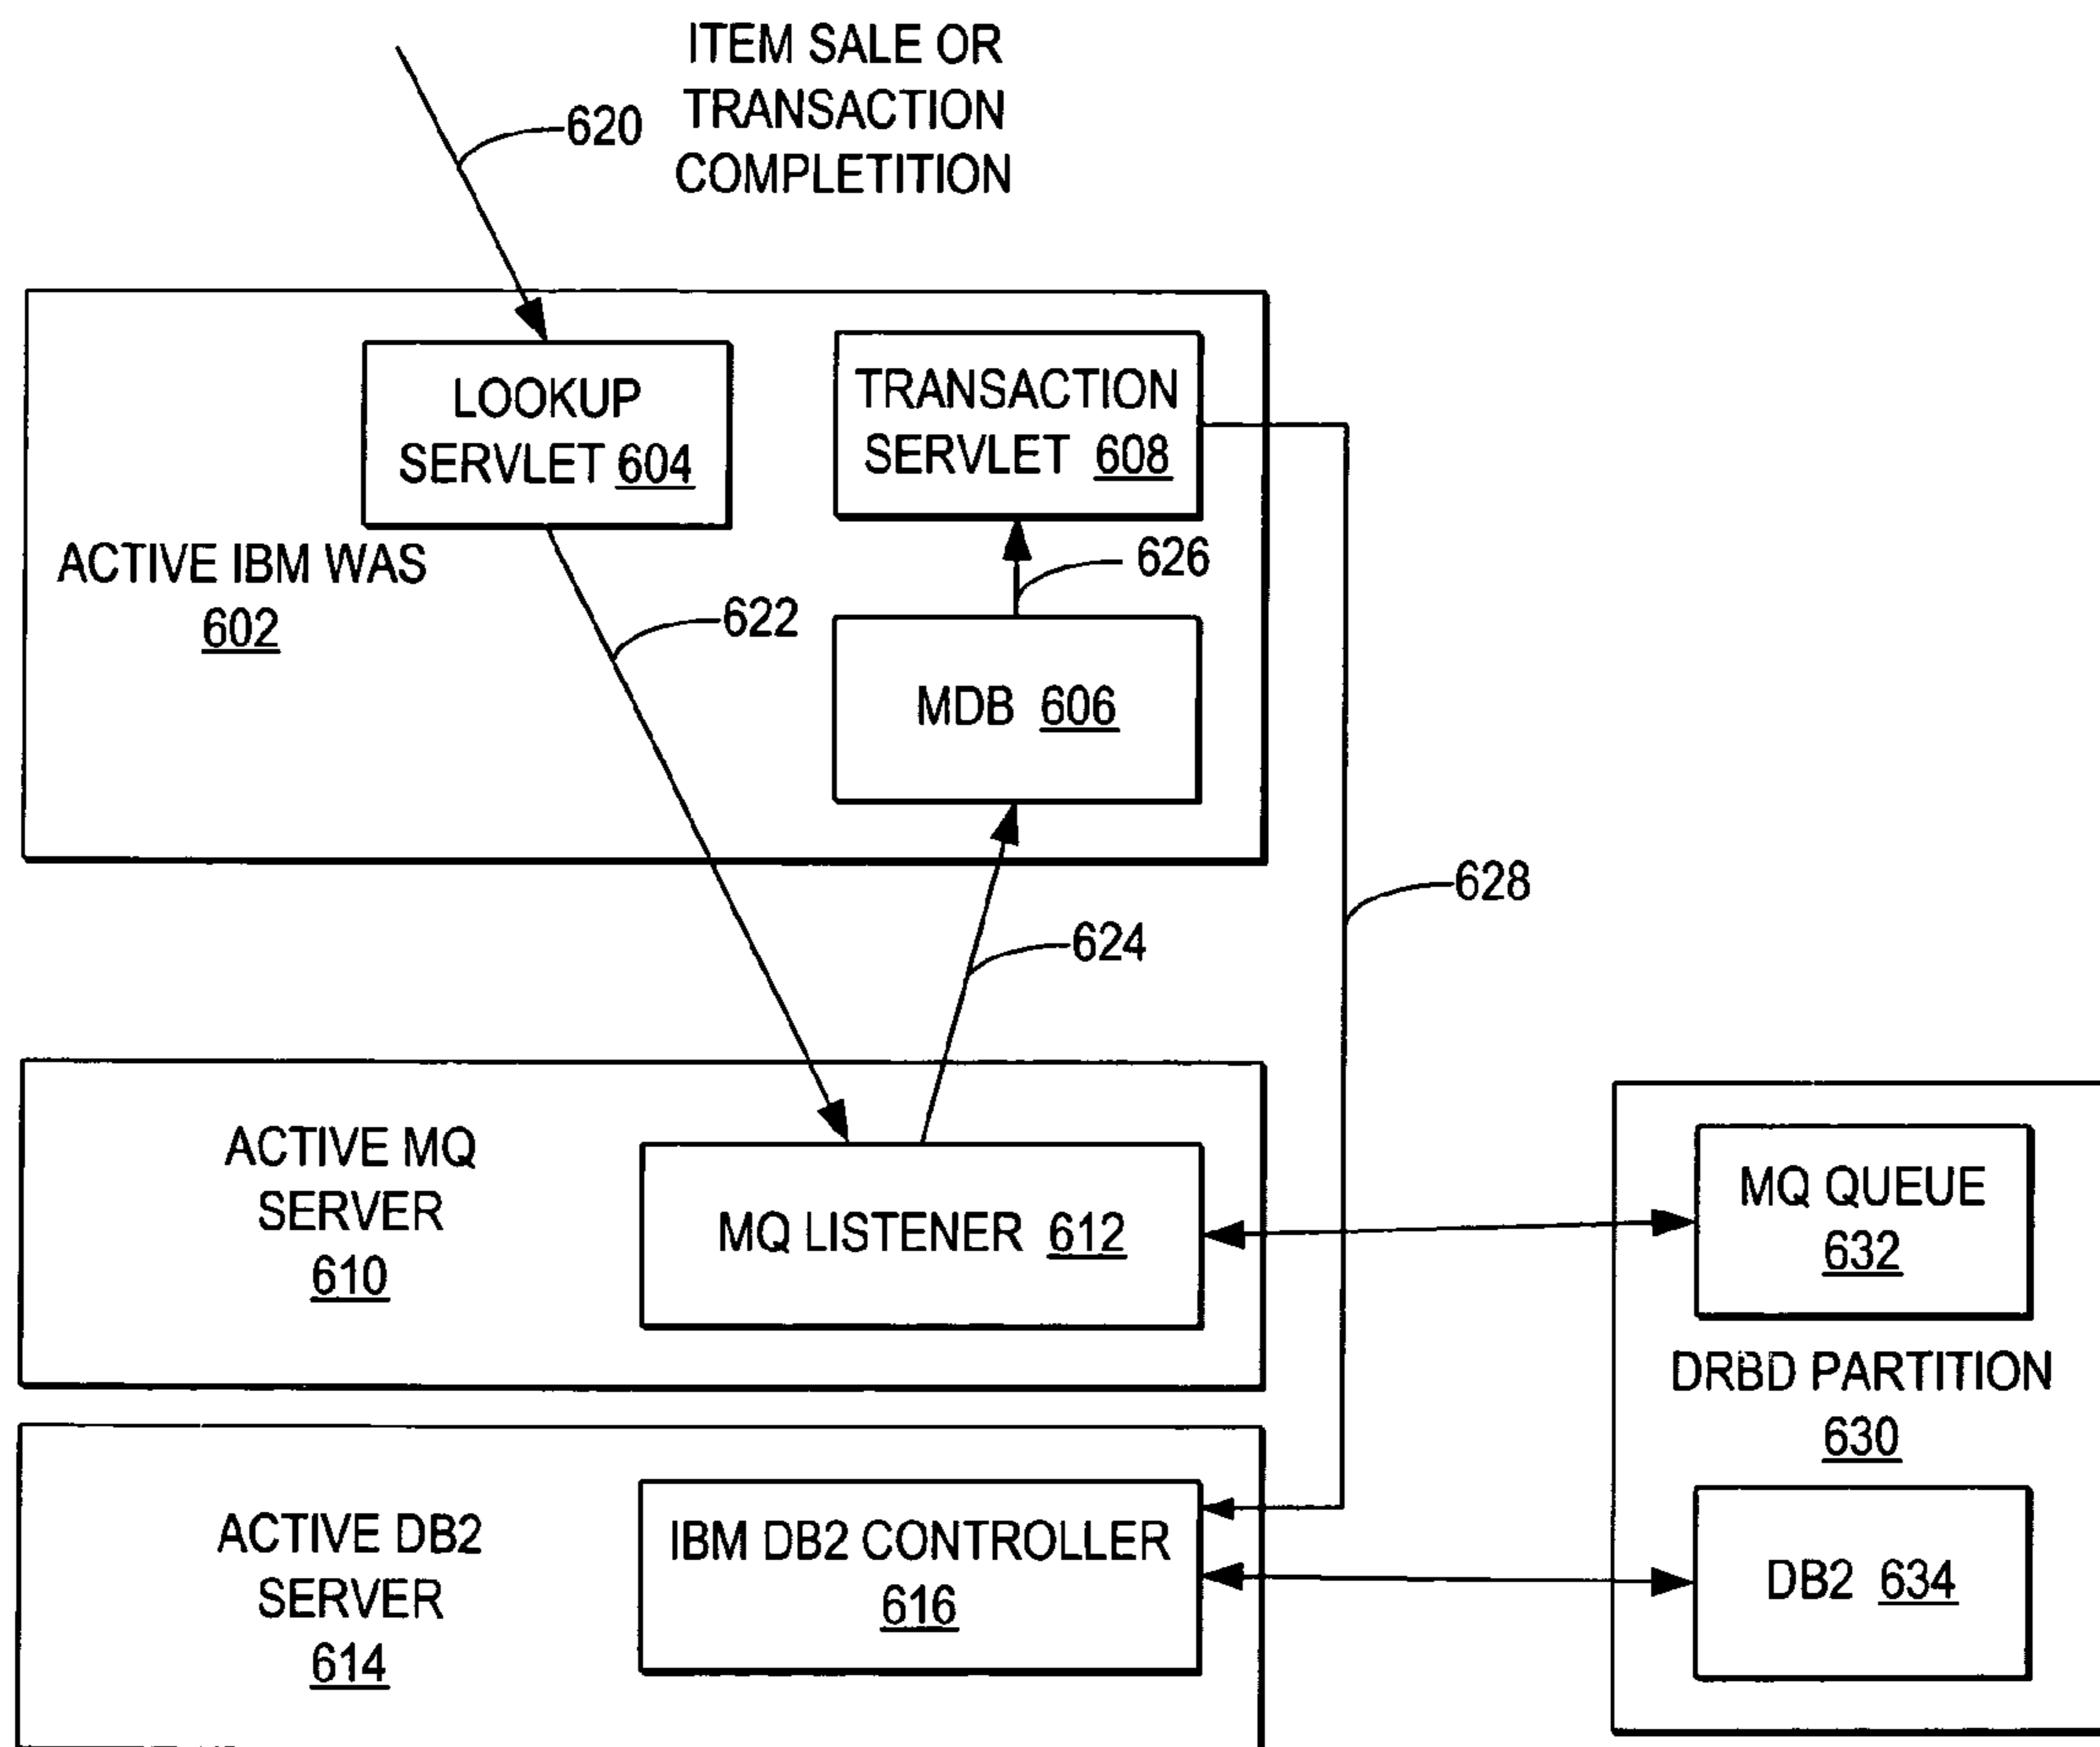 ITEM SALE OR
TRANSACTION
COMPLETITION
620
LOOKUP
SERVLET 604
TRANSACTION
SERVLET 608
ACTIVE IBM WAS
602
626
622
MDB 606
628
624
ACTIVE MQ
SERVER
610
MQ LISTENER 612
MQ QUEUE
632
DRBD PARTITION
630
ACTIVE DB2
SERVER
614
IBM DB2 CONTROLLER
616
DB2 634